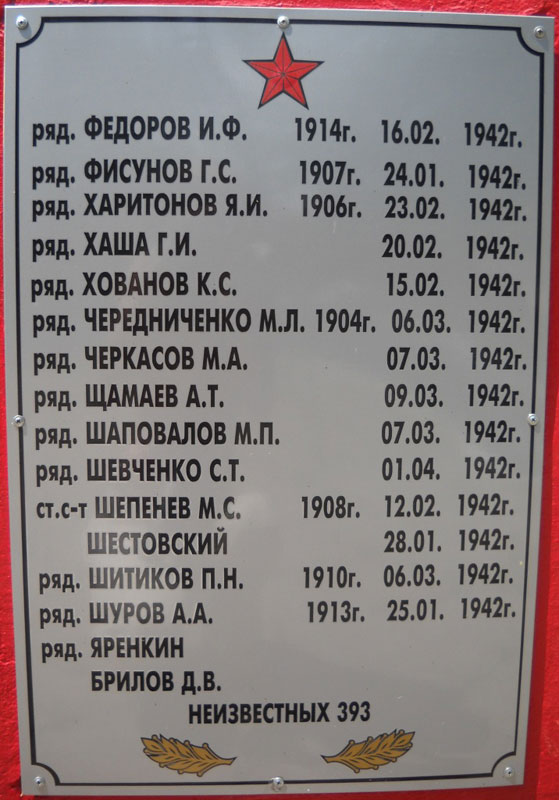 ряд. ФЕДОРОВ И.Ф. 1914г. 16.02. 1942г.
ряд. ФИСУНОВ Г.С. 1907г. 24.01. 1942г.
ряд. ХАРИТОНОВ Я.И. 1906г. 23.02. 1942г.
ряд. ХАША Г.И. 20.02. 1942г.
ряд. ХОВАНОВ К.С. 15.02. 1942г.
ряд. ЧЕРЕДНИЧЕНКО М.Л. 1904г. 06.03. 1942г.
ряд. ЧЕРКАСОВ М.А. 07.03. 1942г.
ряд. ЩАМАЕВ А.Т. 09.03. 1942г.
ряд. ШАПОВАЛОВ М.П. 07.03. 1942г.
ряд. ШЕВЧЕНКО С.Т. 01.04. 1942г.
ст.с-т ШЕПЕНЕВ М.С. 1908г. 12.02. 1942г.
ШЕСТОВСКИЙ 28.01. 1942г.
ряд. ШИТИКОВ П.Н. 1910г. 06.03. 1942г.
ряд. ШУРОВ А.А. 1913г. 25.01. 1942г.
ряд. ЯРЕНКИН
БРИЛОВ Д.В.
НЕИЗВЕСТНЫХ 393